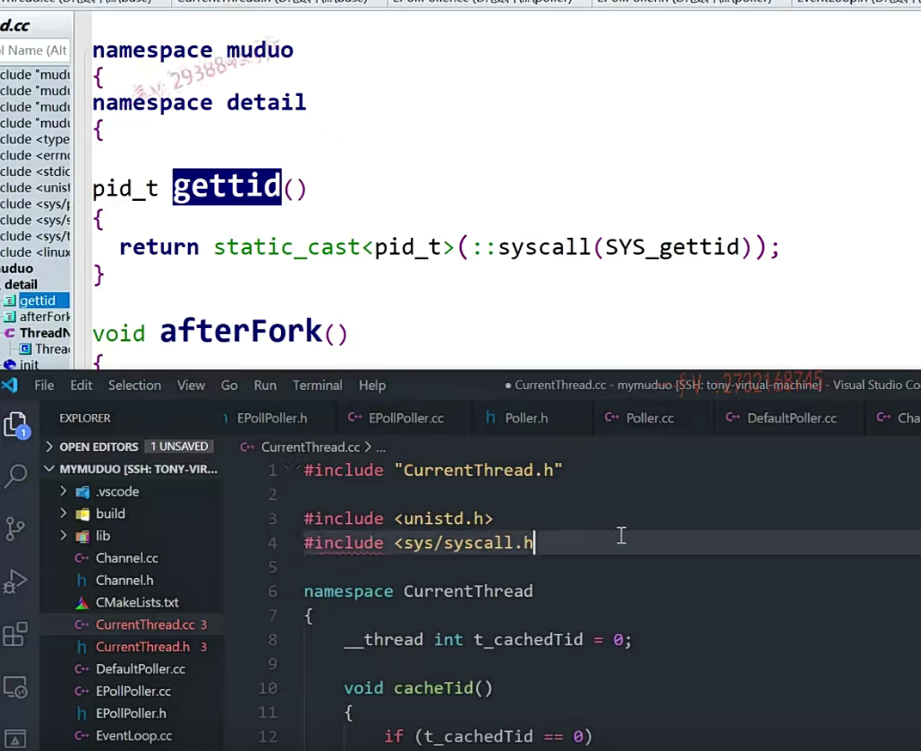 d.cc
ol Name (Alt
clude "mudu
clude "mudu
clude "mudu
clude "mudu
clude <type
clude <errno
clude <stdic
clude <unist
clude <sys/p
clude <sys/s
clude <sys/t
clude <linux
nuduo
detail
gettid
afterFork
ThreadN
Threa
init
namespace muduo
{
namespace detail
{
pid_t gettid()
{
return static_cast<pid_t>(::syscall(SYS_gettid));
}
void afterFork()
{
File Edit Selection View Go Run Terminal Help
● CurrentThread.cc - mymuduo [SSH: tony-virtual-machine] - Visual Studio Co
EXPLORER
EPollPoller.h
EPollPoller.cc
Poller.h
Poller.cc
DefaultPoller.cc
Cha
OPEN EDITORS 1 UNSAVED
MYMUDUO [SSH: TONY-VIR...
.vscode
build
lib
Channel.cc
Channel.h
CMakeLists.txt
CurrentThread.cc 3
CurrentThread.h 3
DefaultPoller.cc
EPollPoller.cc
EPollPoller.h
EventLoop.cc
CurrentThread.cc > ...
1 #include "CurrentThread.h"
2
3 #include <unistd.h>
4 #include <sys/syscall.h
5
6 namespace CurrentThread
7 {
8 __thread int t_cachedTid = 0;
9
10 void cacheTid()
11 {
12 if (t_cachedTid == 0)